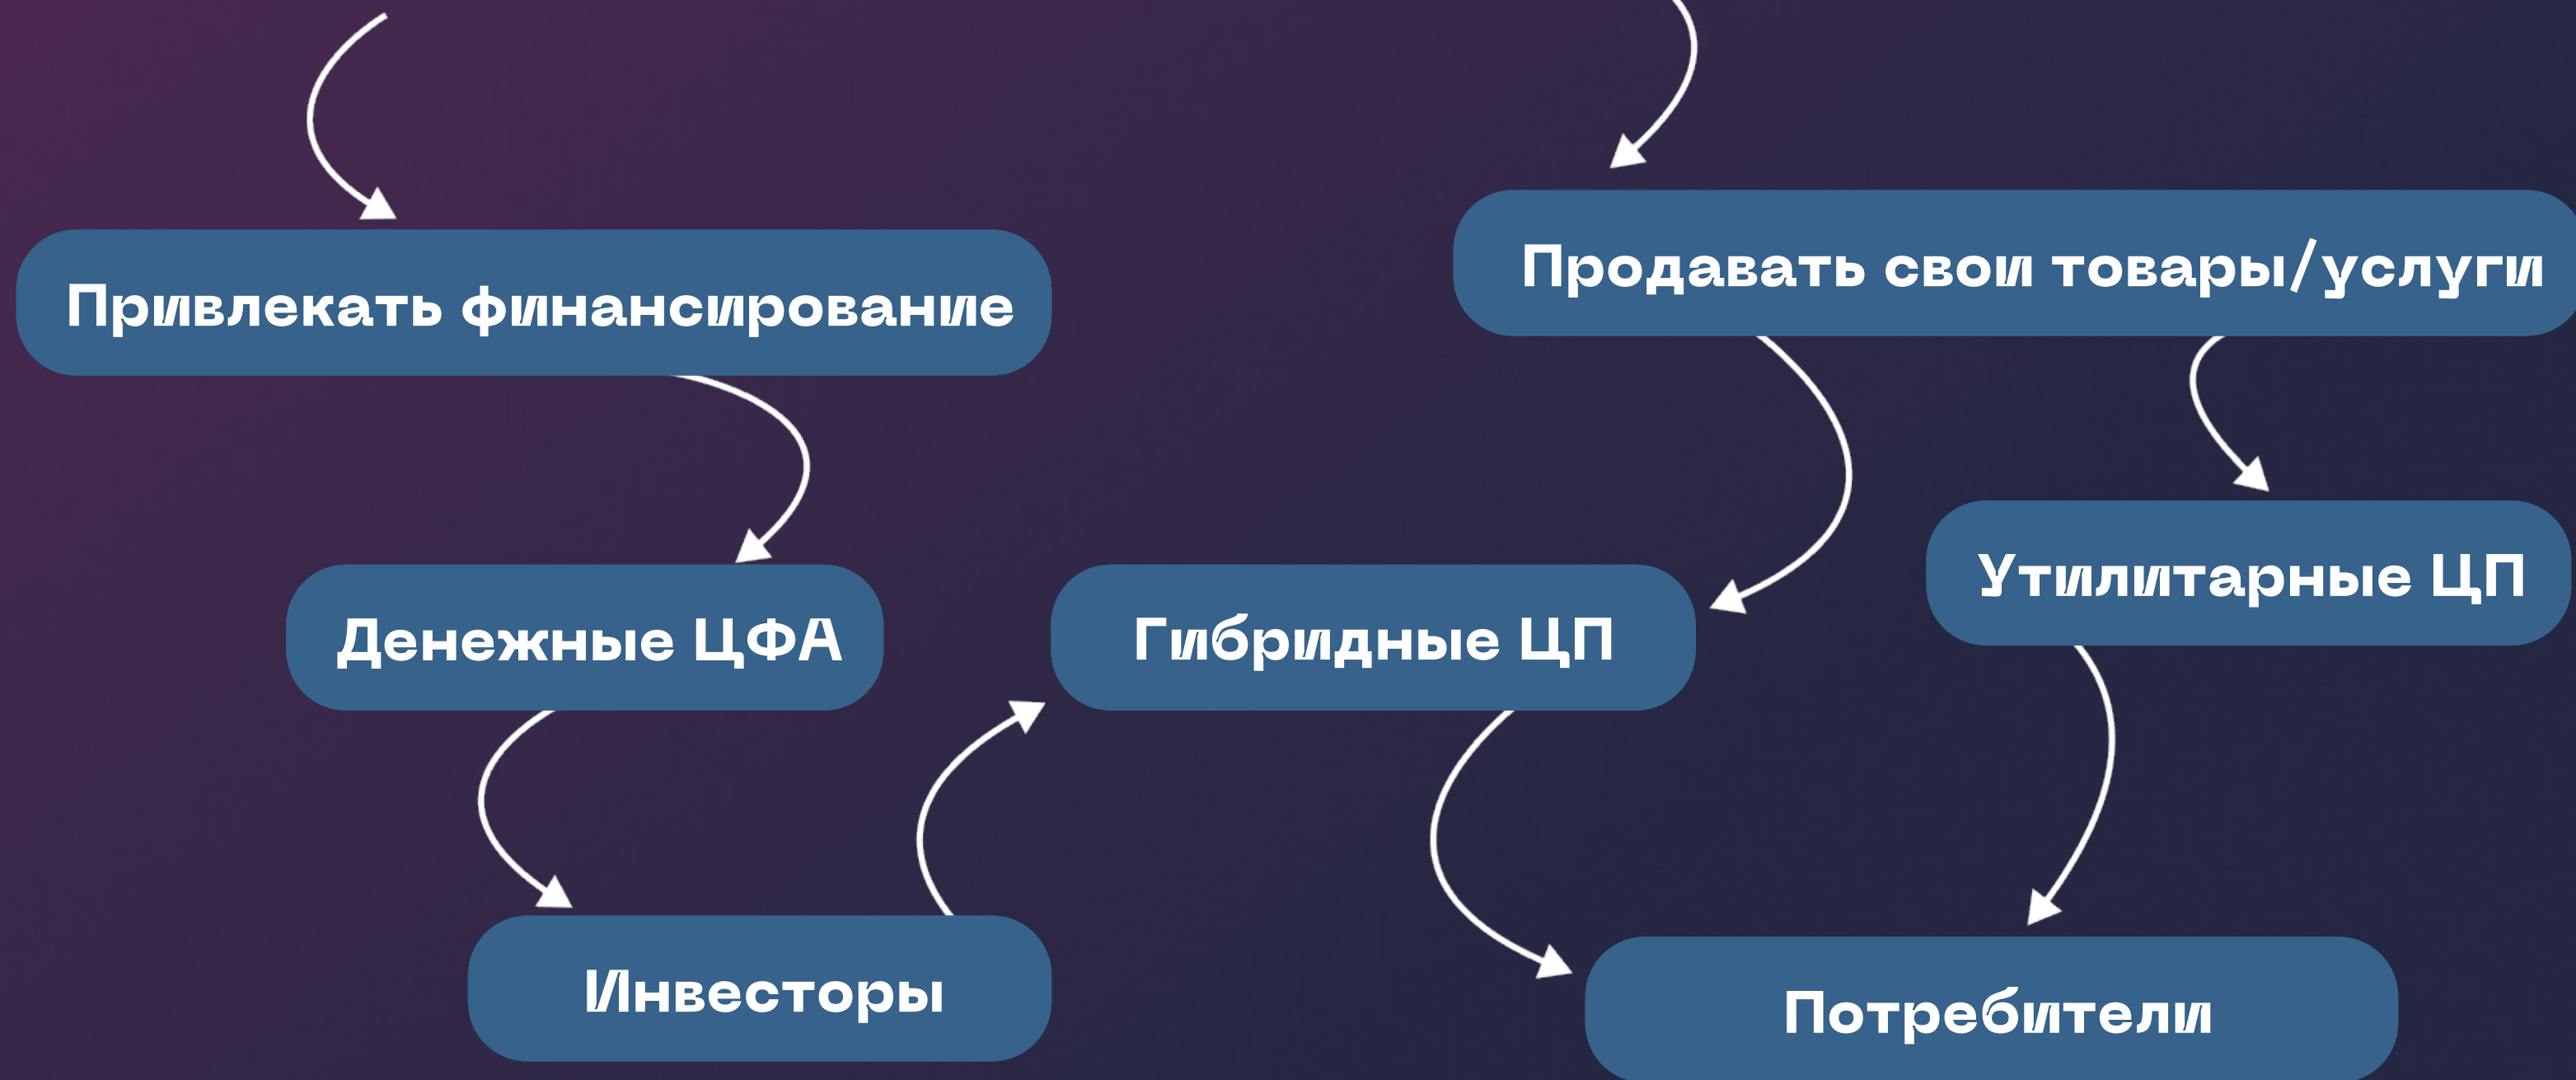 Привлекать финансирование
Продавать свои товары/услуги
Денежные ЦФА
Гибридные ЦП
Утилитарные ЦП
Инвесторы
Потребители